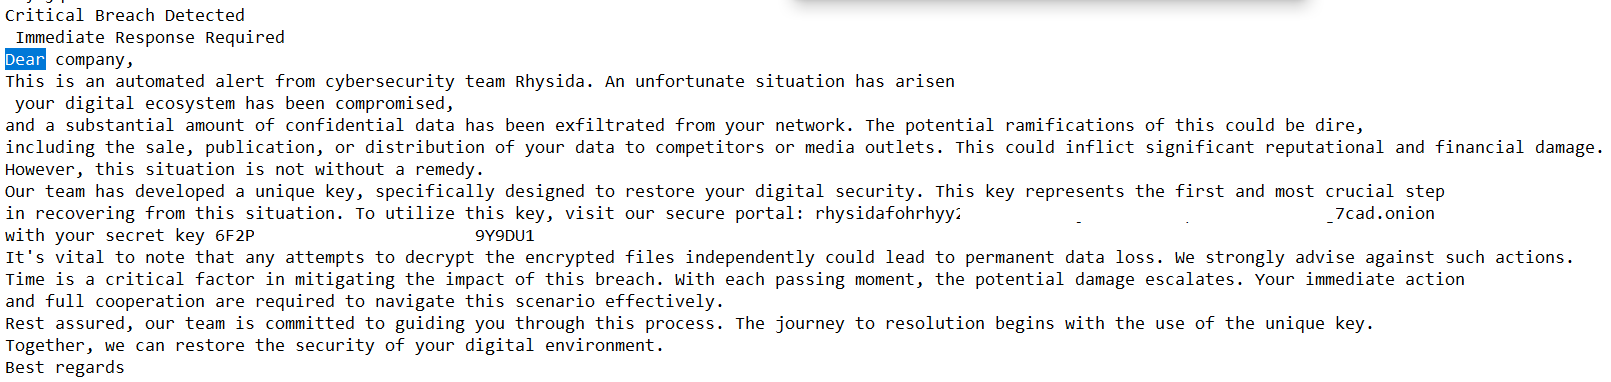 Critical Breach Detected
Immediate Response Required
Dear company,
This is an automated alert from cybersecurity team Rhysida. An unfortunate situation has arisen
your digital ecosystem has been compromised,
and a substantial amount of confidential data has been exfiltrated from your network. The potential ramifications of this could be dire,
including the sale, publication, or distribution of your data to competitors or media outlets. This could inflict significant reputational and financial damage.
However, this situation is not without a remedy.
Our team has developed a unique key, specifically designed to restore your digital security. This key represents the first and most crucial step
in recovering from this situation. To utilize this key, visit our secure portal: rhysidafohrhyy2 7cad.onion
with your secret key 6F2P 9Y9DU1
It's vital to note that any attempts to decrypt the encrypted files independently could lead to permanent data loss. We strongly advise against such actions.
Time is a critical factor in mitigating the impact of this breach. With each passing moment, the potential damage escalates. Your immediate action
and full cooperation are required to navigate this scenario effectively.
Rest assured, our team is committed to guiding you through this process. The journey to resolution begins with the use of the unique key.
Together, we can restore the security of your digital environment.
Best regards